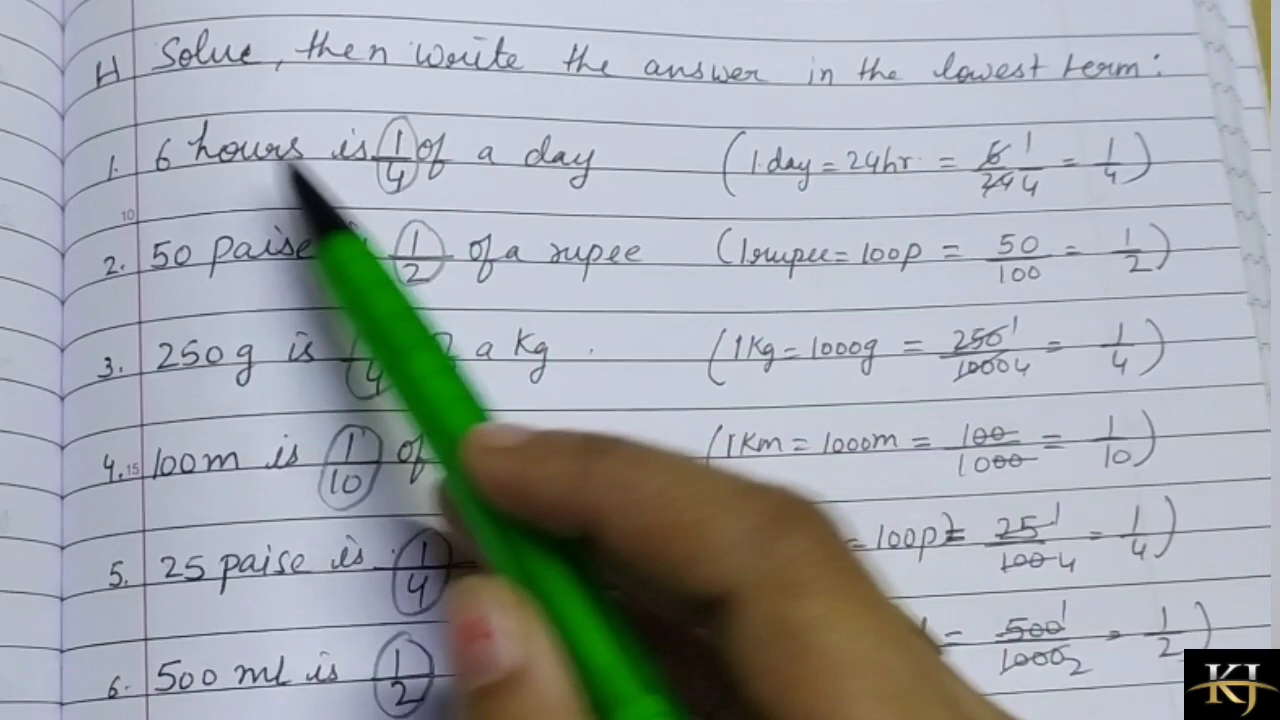 H Solve, then write the answer in the lowest term:
1. 6 hours is 1/4 of a day (1 day = 24hr. = 6/24 1/4 = 1/4)
10
2. 50 paise 1/2 of a rupee (1 rupee = 100p = 50/100 = 1/2)
3. 250g is 1/4 a Kg. (1Kg = 1000g = 250/1000 1/4 = 1/4)
4. 15 100m is 1/10 of (1Km = 1000m = 100/1000 = 1/10)
5. 25 paise is 1/4 = 100p = 25/100 1/4 = 1/4)
6. 500 ml is 1/2 = 500/1000 1/2 = 1/2)
KJ